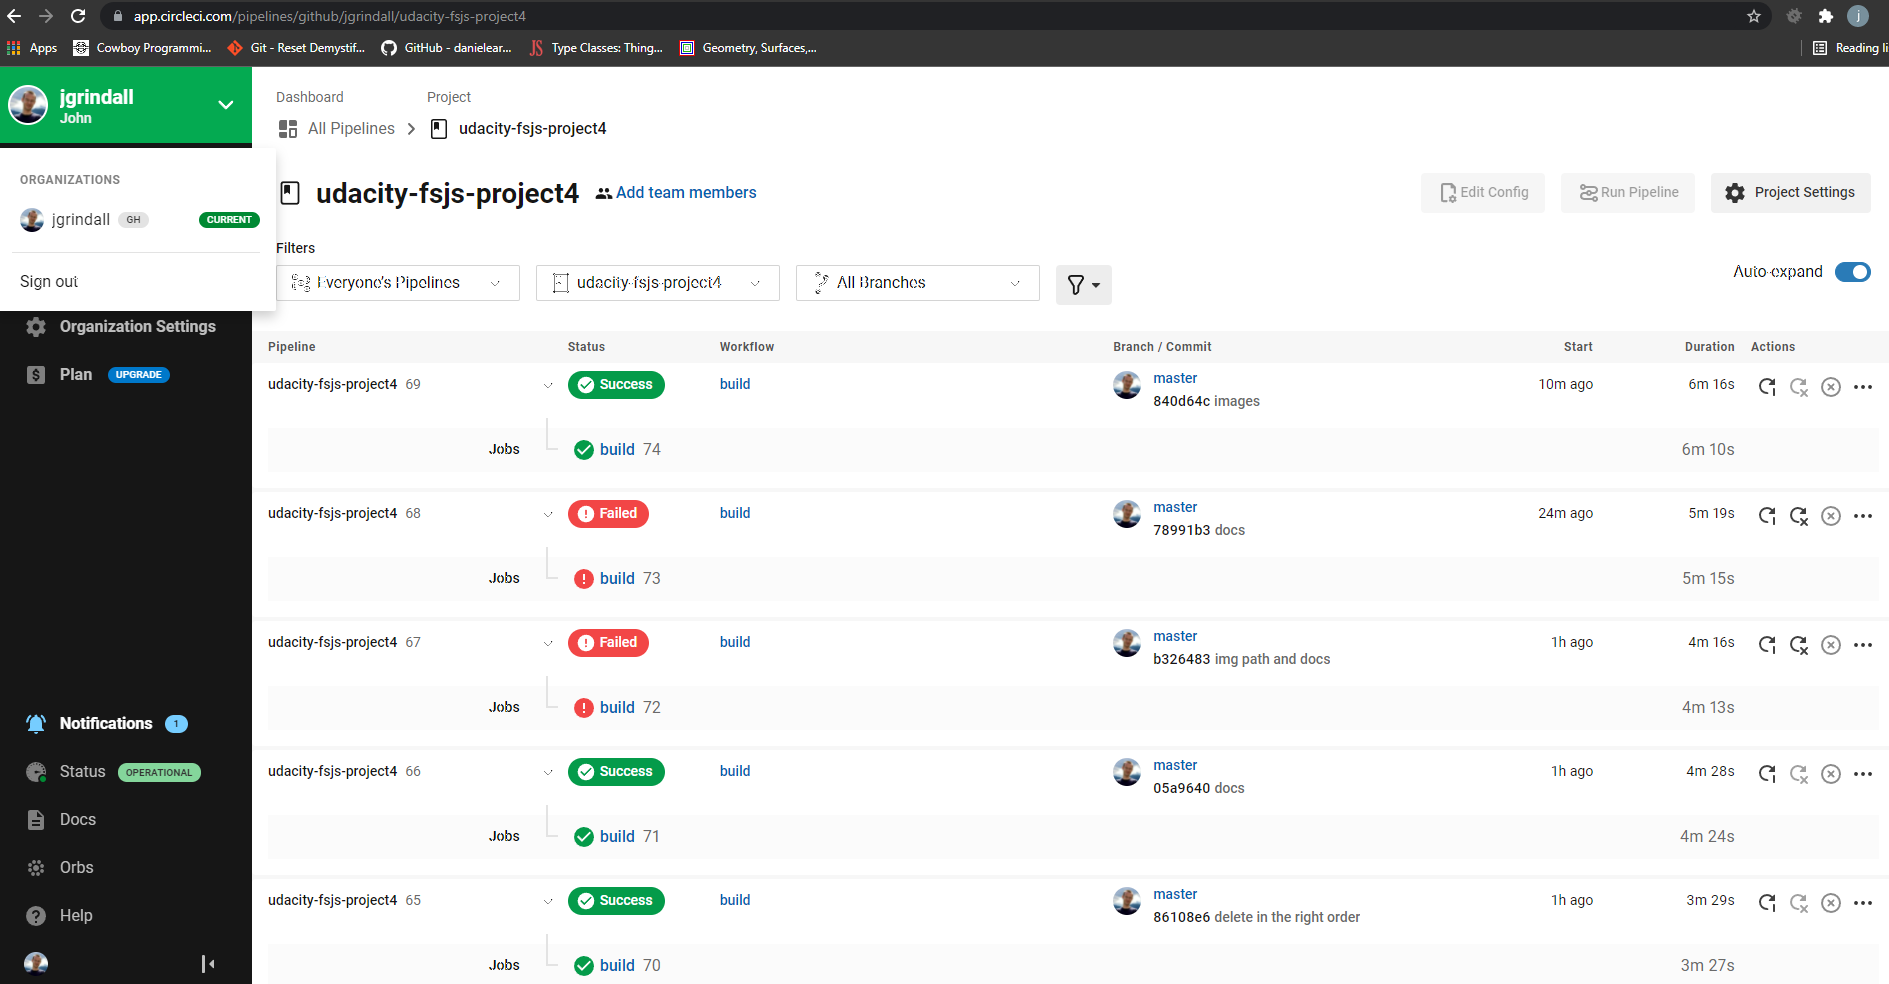 app.circleci.com/pipelines/github/jgrindall/udacity-fsjs-project4
j
Apps
Cowboy Programmi...
Git - Reset Demystif...
GitHub - danielear...
JS Type Classes: Thing...
Geometry, Surfaces,...
Reading li
jgrindall
John
ORGANIZATIONS
jgrindall GH CURRENT
Sign out
Organization Settings
Plan UPGRADE
Notifications 1
Status OPERATIONAL
Docs
Orbs
Help
Dashboard Project
All Pipelines udacity-fsjs-project4
udacity-fsjs-project4 Add team members
Edit Config Run Pipeline Project Settings
Filters
Everyone's Pipelines udacity-fsjs-project4 All Branches
Auto-expand
Pipeline Status Workflow Branch / Commit Start Duration Actions
udacity-fsjs-project4 69 Success build master 10m ago 6m 16s
840d64c images
Jobs build 74 6m 10s
udacity-fsjs-project4 68 Failed build master 24m ago 5m 19s
78991b3 docs
Jobs build 73 5m 15s
udacity-fsjs-project4 67 Failed build master 1h ago 4m 16s
b326483 img path and docs
Jobs build 72 4m 13s
udacity-fsjs-project4 66 Success build master 1h ago 4m 28s
05a9640 docs
Jobs build 71 4m 24s
udacity-fsjs-project4 65 Success build master 1h ago 3m 29s
86108e6 delete in the right order
Jobs build 70 3m 27s